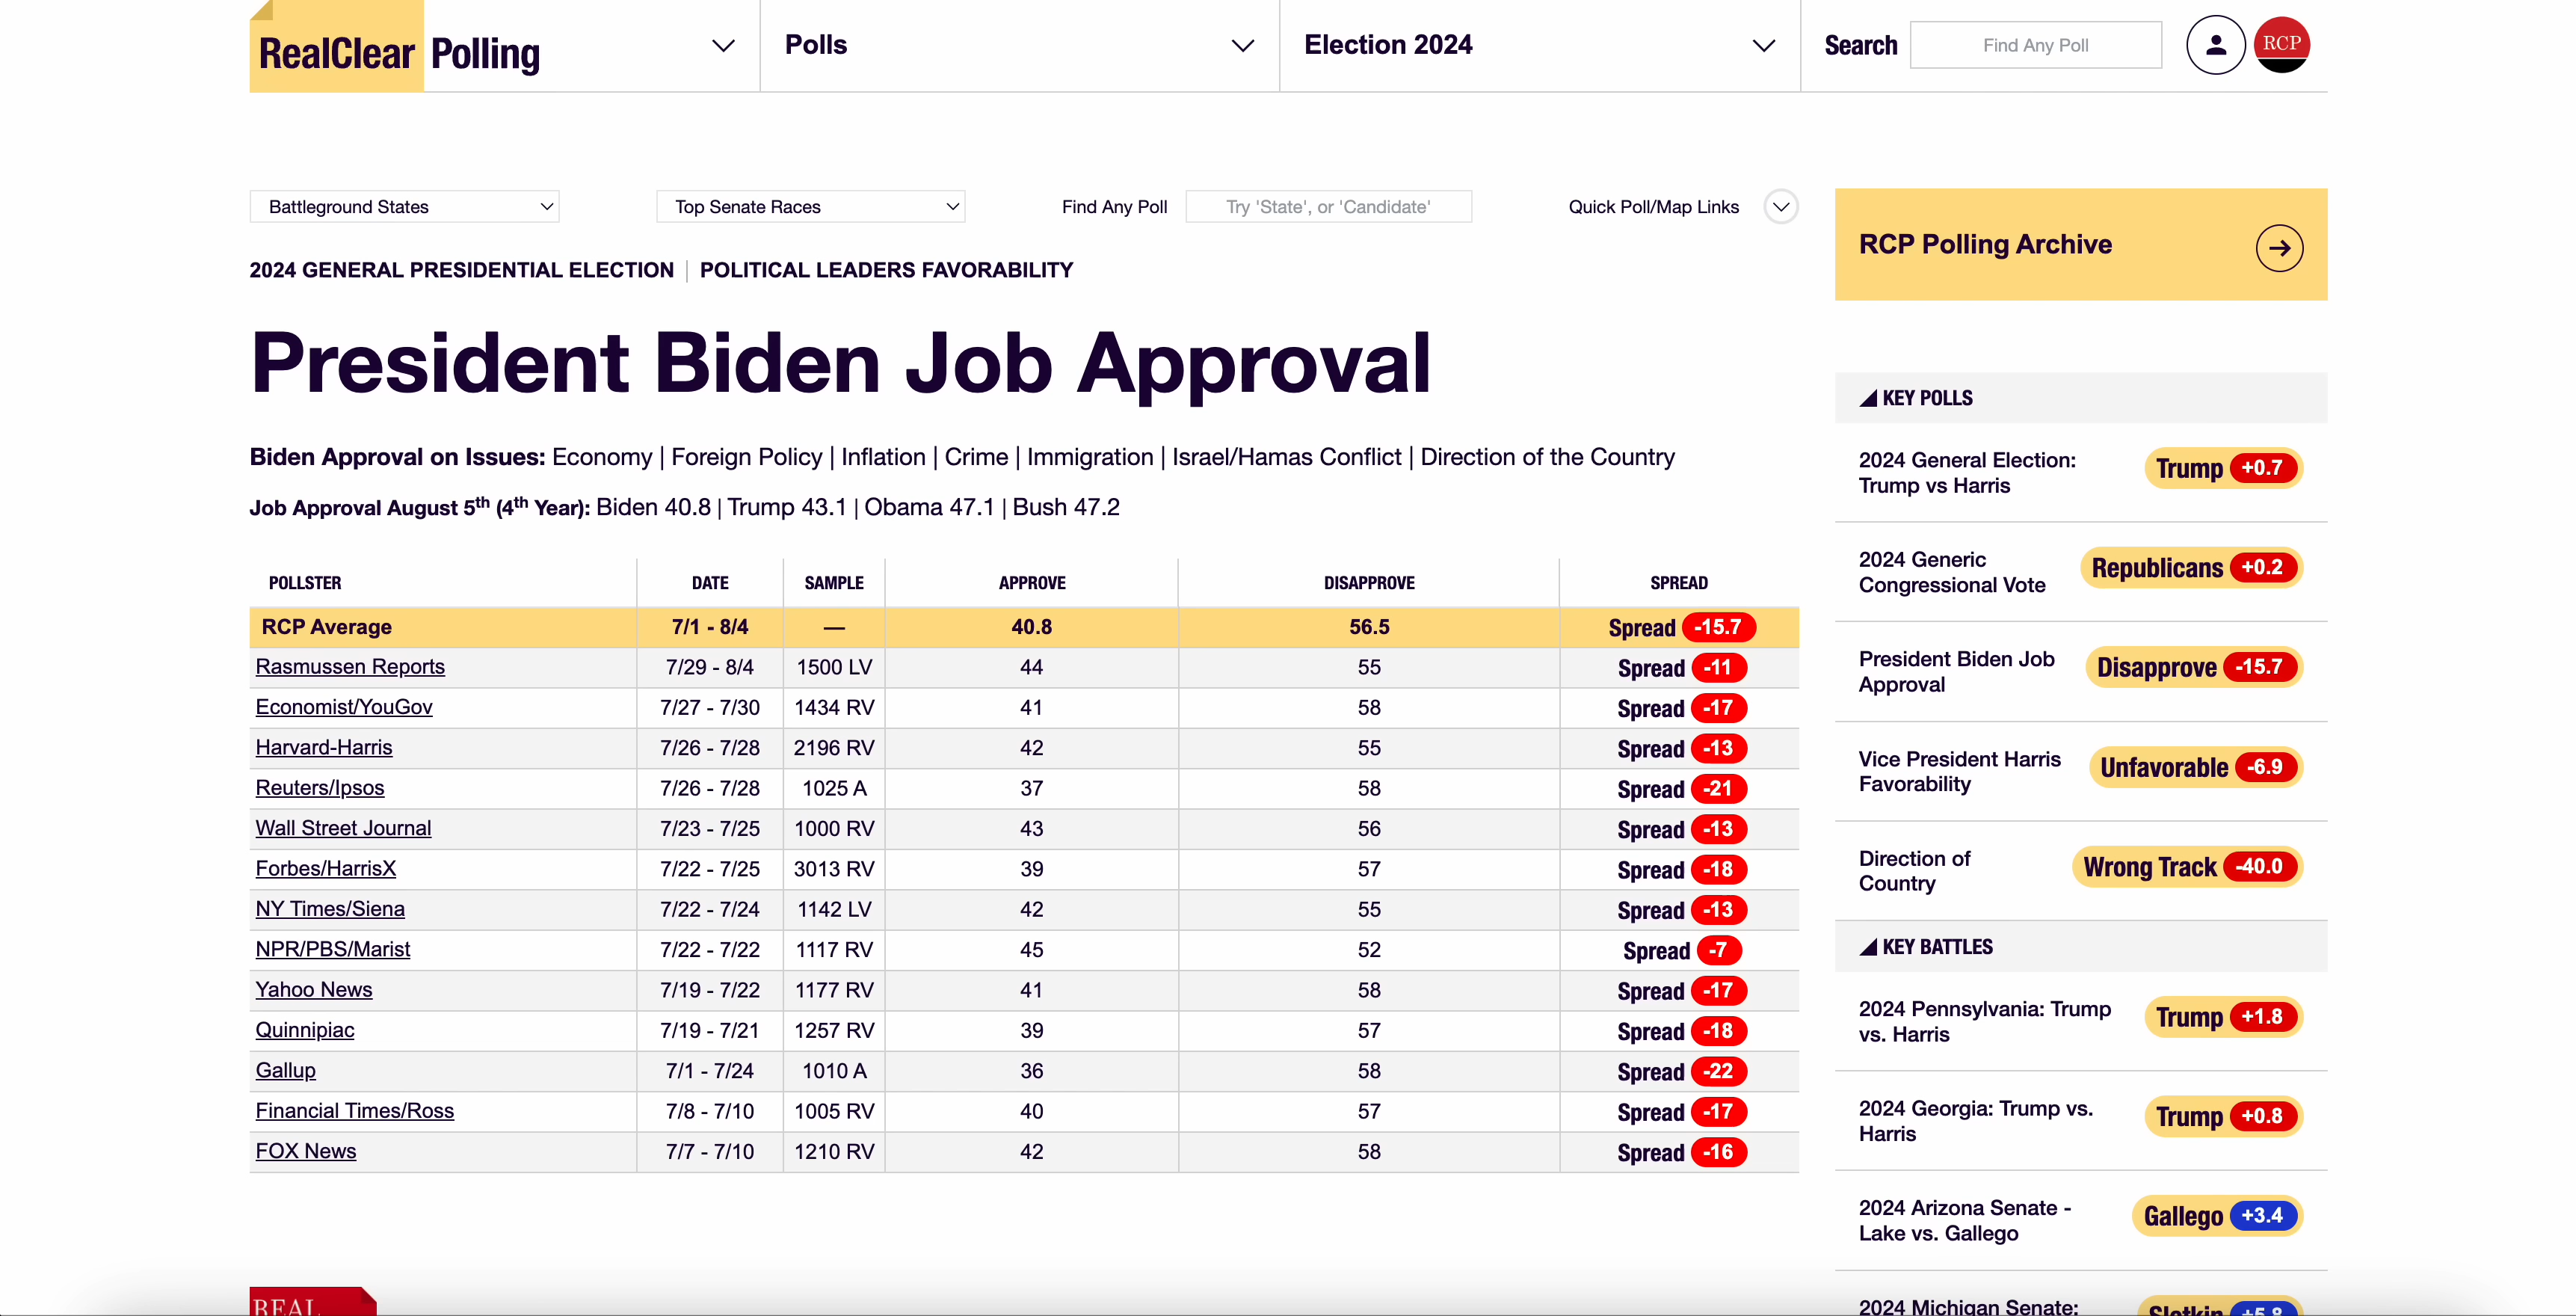 RealClear Polling
Polls
Election 2024
Search
Find Any Poll
RCP
Battleground States
Top Senate Races
Find Any Poll
Try 'State', or 'Candidate'
Quick Poll/Map Links
2024 GENERAL PRESIDENTIAL ELECTION | POLITICAL LEADERS FAVORABILITY
President Biden Job Approval
Biden Approval on Issues: Economy | Foreign Policy | Inflation | Crime | Immigration | Israel/Hamas Conflict | Direction of the Country
Job Approval August 5th (4th Year): Biden 40.8 | Trump 43.1 | Obama 47.1 | Bush 47.2
POLLSTER DATE SAMPLE APPROVE DISAPPROVE SPREAD
RCP Average 7/1 - 8/4 — 40.8 56.5 Spread -15.7
Rasmussen Reports 7/29 - 8/4 1500 LV 44 55 Spread -11
Economist/YouGov 7/27 - 7/30 1434 RV 41 58 Spread -17
Harvard-Harris 7/26 - 7/28 2196 RV 42 55 Spread -13
Reuters/Ipsos 7/26 - 7/28 1025 A 37 58 Spread -21
Wall Street Journal 7/23 - 7/25 1000 RV 43 56 Spread -13
Forbes/HarrisX 7/22 - 7/25 3013 RV 39 57 Spread -18
NY Times/Siena 7/22 - 7/24 1142 LV 42 55 Spread -13
NPR/PBS/Marist 7/22 - 7/22 1117 RV 45 52 Spread -7
Yahoo News 7/19 - 7/22 1177 RV 41 58 Spread -17
Quinnipiac 7/19 - 7/21 1257 RV 39 57 Spread -18
Gallup 7/1 - 7/24 1010 A 36 58 Spread -22
Financial Times/Ross 7/8 - 7/10 1005 RV 40 57 Spread -17
FOX News 7/7 - 7/10 1210 RV 42 58 Spread -16
REAL
RCP Polling Archive
KEY POLLS
2024 General Election:
Trump vs Harris
Trump +0.7
2024 Generic
Congressional Vote
Republicans +0.2
President Biden Job
Approval
Disapprove -15.7
Vice President Harris
Favorability
Unfavorable -6.9
Direction of
Country
Wrong Track -40.0
KEY BATTLES
2024 Pennsylvania: Trump
vs. Harris
Trump +1.8
2024 Georgia: Trump vs.
Harris
Trump +0.8
2024 Arizona Senate -
Lake vs. Gallego
Gallego +3.4
2024 Michigan Senate:
Slotkin +5.8